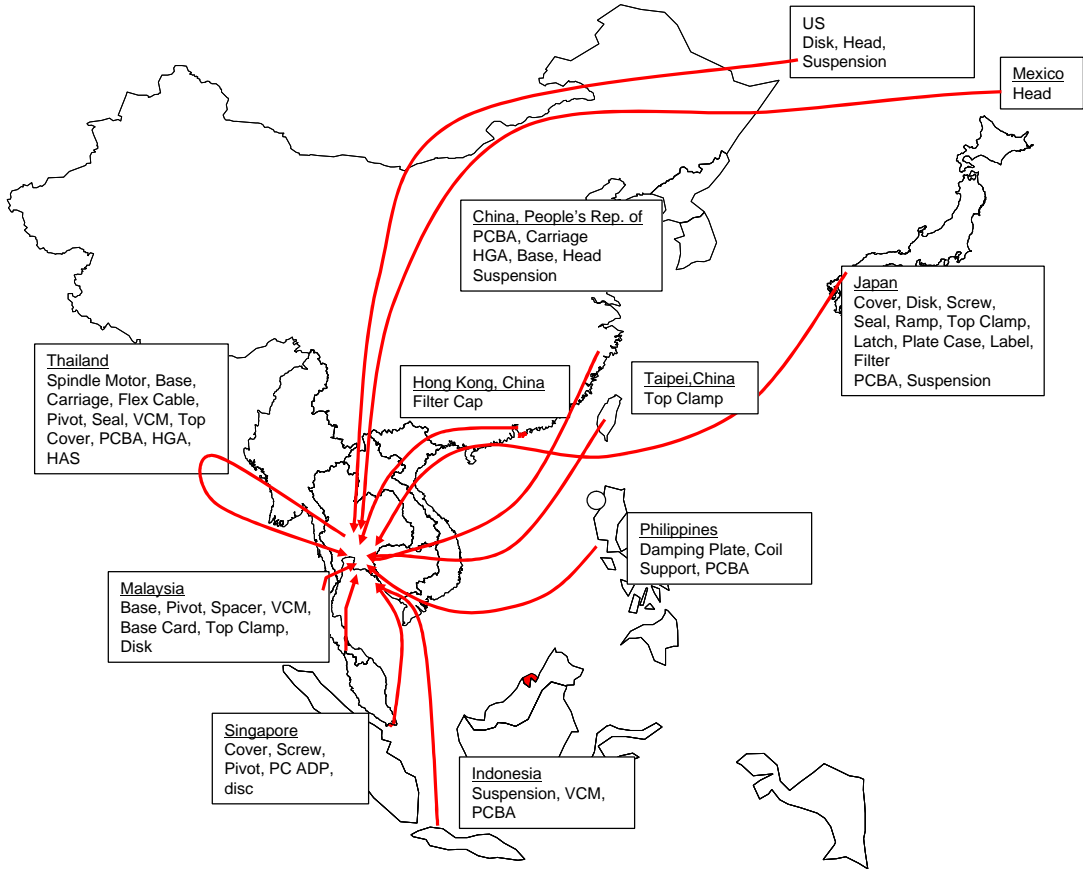 US
Disk, Head,
Suspension
Mexico
Head
China, People's Rep. of
PCBA, Carriage
HGA, Base, Head
Suspension
Japan
Cover, Disk, Screw,
Seal, Ramp, Top Clamp,
Latch, Plate Case, Label,
Filter
PCBA, Suspension
Thailand
Spindle Motor, Base,
Carriage, Flex Cable,
Pivot, Seal, VCM, Top
Cover, PCBA, HGA,
HAS
Hong Kong, China
Filter Cap
Taipei,China
Top Clamp
Philippines
Damping Plate, Coil
Support, PCBA
Malaysia
Base, Pivot, Spacer, VCM,
Base Card, Top Clamp,
Disk
Singapore
Cover, Screw,
Pivot, PC ADP,
disc
Indonesia
Suspension, VCM,
PCBA